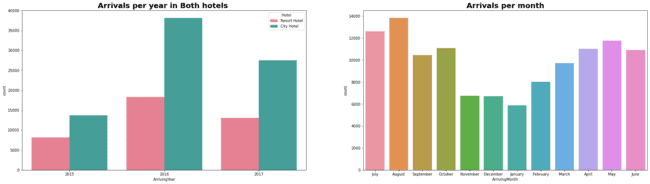 Arrivals per year in Both hotels
Hotel
Resort Hotel
City Hotel
40000
35000
30000
25000
20000
15000
10000
5000
0
count
2015 2016 2017
ArrivingYear
Arrivals per month
14000
12000
10000
8000
6000
4000
2000
0
count
July August September October November December January February March April May June
ArrivingMonth